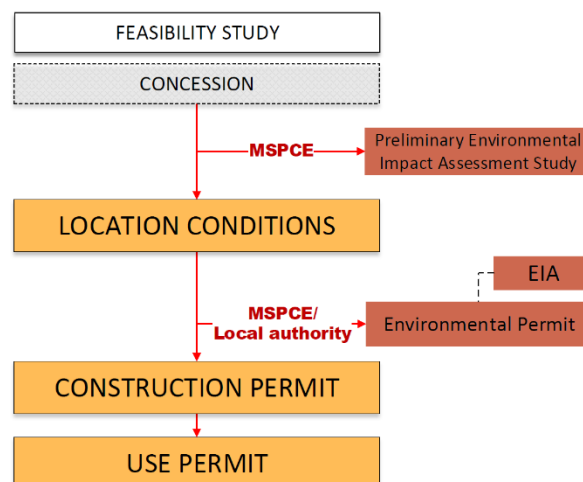 FEASIBILITY STUDY
CONCESSION
MSPCE
Preliminary Environmental
Impact Assessment Study
LOCATION CONDITIONS
EIA
MSPCE/
Local authority
Environmental Permit
CONSTRUCTION PERMIT
USE PERMIT